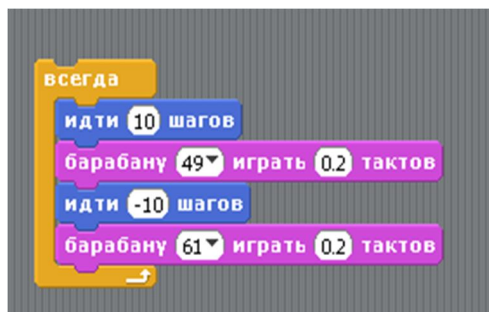 всегда
идти 10 шагов
барабану 49 играть 0.2 тактов
идти -10 шагов
барабану 61 играть 0.2 тактов